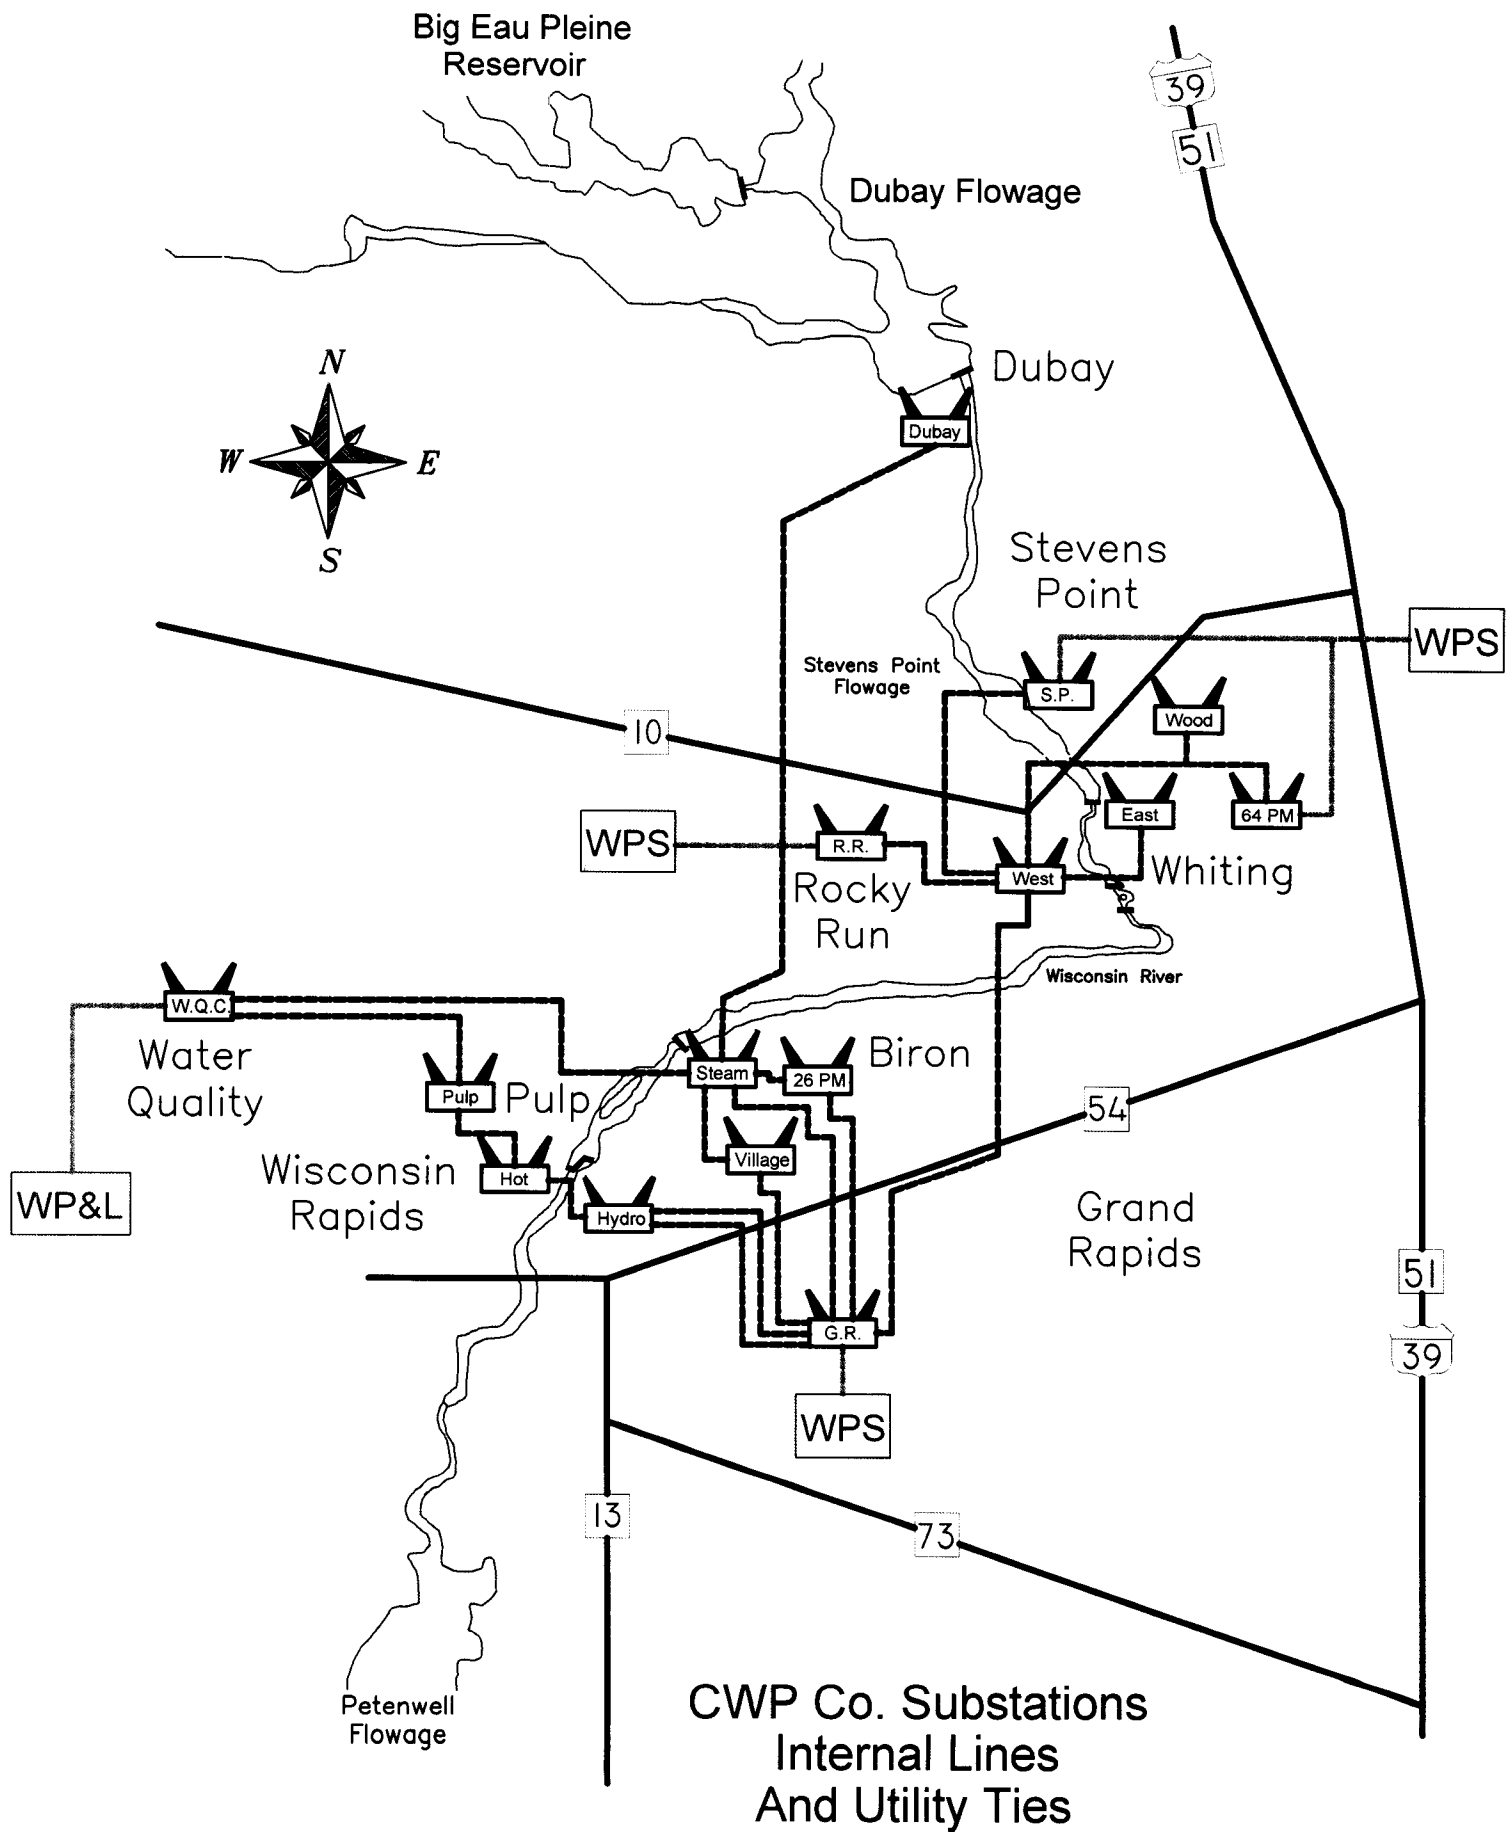 Big Eau Pleine
Reservoir
39
51
Dubay Flowage
N
W
E
S
Dubay
Dubay
Stevens
Point
WPS
Stevens Point
Flowage
S.P.
Wood
10
East
64 PM
WPS
R.R.
West
Whiting
Rocky
Run
Wisconsin River
W.Q.C.
Water
Quality
Steam
26 PM
Biron
Pulp
Pulp
54
Village
Wisconsin
Rapids
Hot
WP&L
Hydro
Grand
Rapids
51
G.R.
39
WPS
13
73
Petenwell
Flowage
CWP Co. Substations
Internal Lines
And Utility Ties